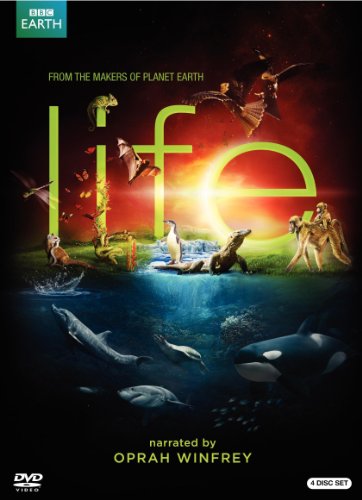 BBC
EARTH
FROM THE MAKERS OF PLANET EARTH
life
narrated by
OPRAH WINFREY
DVD
VIDEO
4 DISC SET